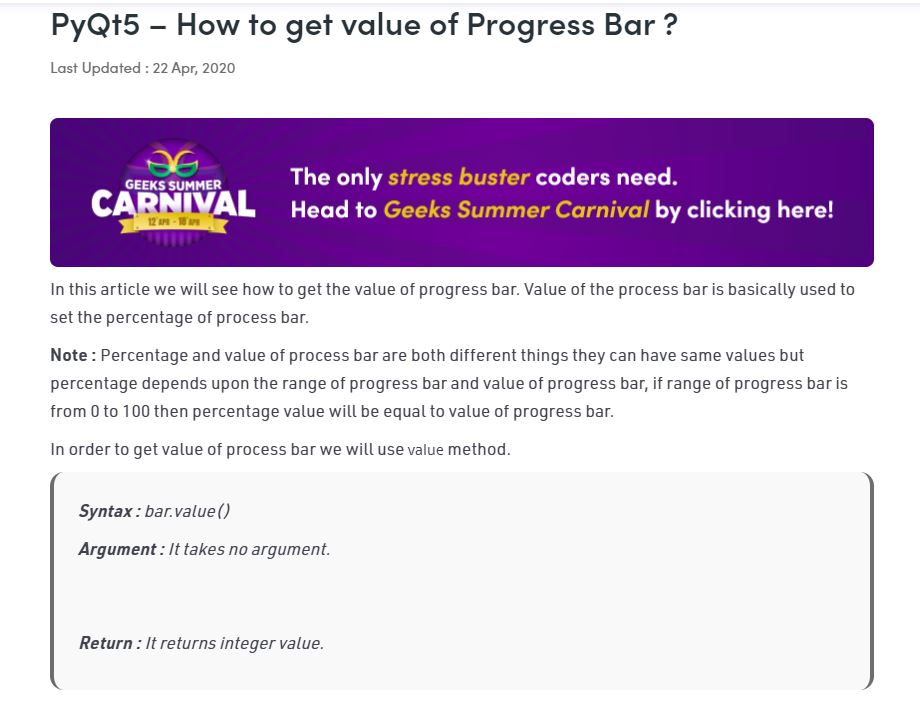 PyQt5 – How to get value of Progress Bar ?
Last Updated : 22 Apr, 2020
GEEKS SUMMER
CARNIVAL
12 APR - 18 APR
The only stress buster coders need.
Head to Geeks Summer Carnival by clicking here!
In this article we will see how to get the value of progress bar. Value of the process bar is basically used to
set the percentage of process bar.
Note : Percentage and value of process bar are both different things they can have same values but
percentage depends upon the range of progress bar and value of progress bar, if range of progress bar is
from 0 to 100 then percentage value will be equal to value of progress bar.
In order to get value of process bar we will use value method.
Syntax : bar.value()
Argument : It takes no argument.
Return : It returns integer value.